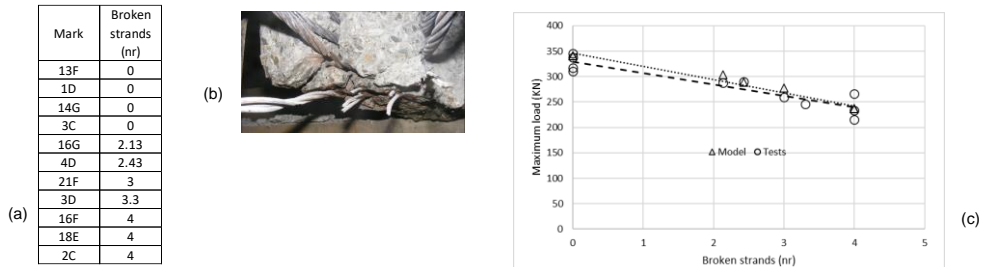 Mark Broken strands (nr)
13F 0
1D 0
14G 0
3C 0
16G 2.13
4D 2.43
21F 3
3D 3.3
16F 4
18E 4
2C 4
(a)
(b)
Maximum load (KN)
400
350
300
250
200
150
100
50
0
Model Tests
0 1 2 3 4 5
Broken strands (nr)
(c)